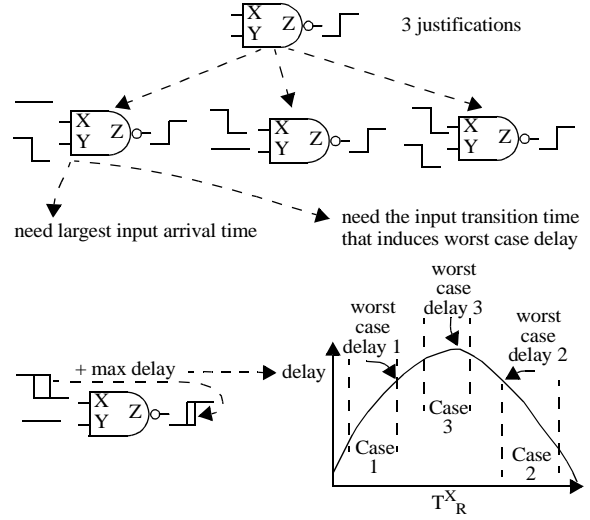 X
Y
Z
3 justifications
X
Y
Z
X
Y
Z
X
Y
Z
need largest input arrival time
need the input transition time
that induces worst case delay
worst
case
delay 1
worst
case
delay 3
worst
case
delay 2
+ max delay
delay
X
Y
Z
Case
1
Case
3
Case
2
T^X_R